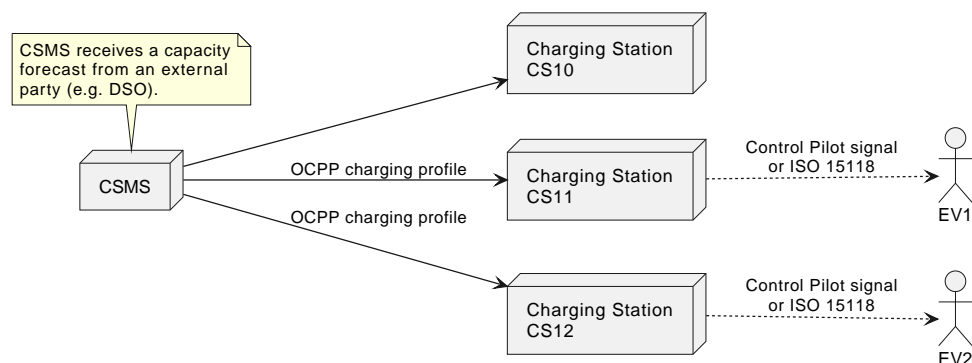 CSMS receives a capacity
forecast from an external
party (e.g. DSO).
CSMS
Charging Station
CS10
OCPP charging profile
Charging Station
CS11
Control Pilot signal
or ISO 15118
EV1
OCPP charging profile
Charging Station
CS12
Control Pilot signal
or ISO 15118
EV2